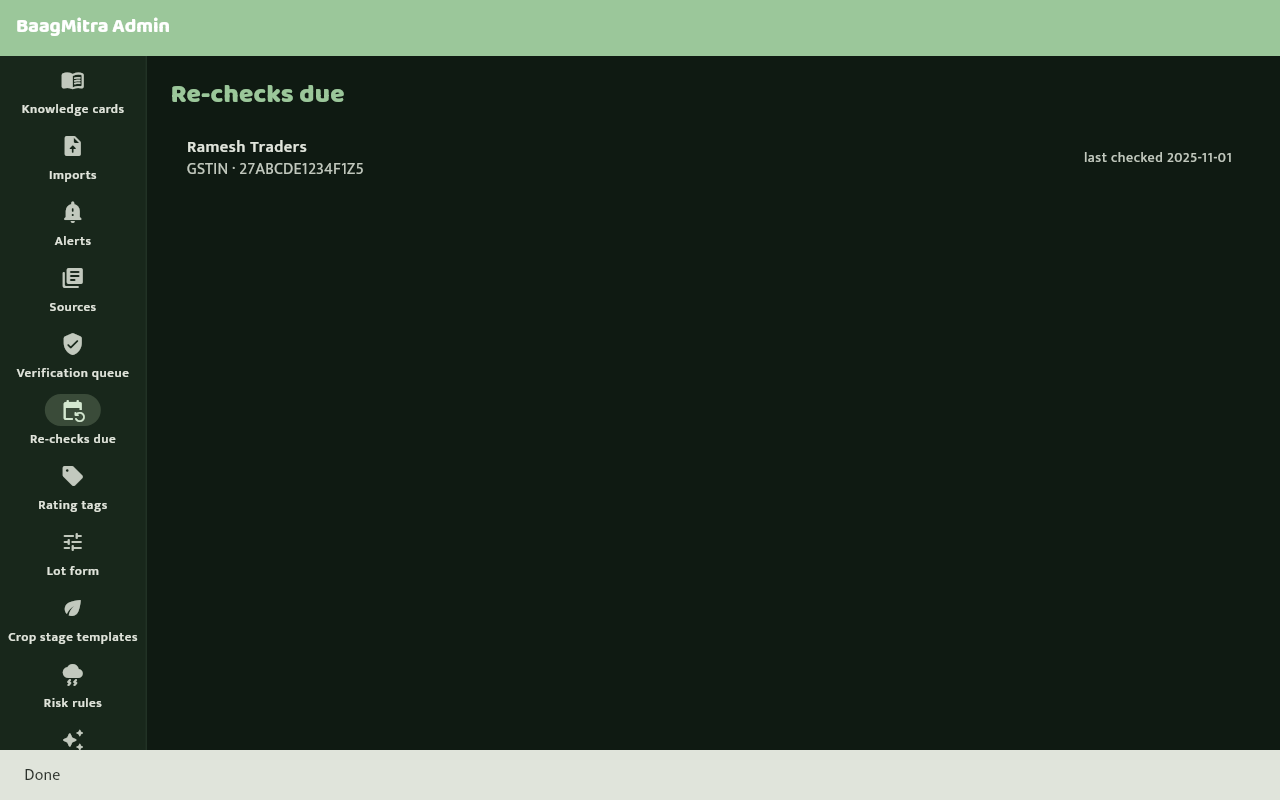 BaagMitra Admin
Knowledge cards
Imports
Alerts
Sources
Verification queue
Re-checks due
Rating tags
Lot form
Crop stage templates
Risk rules
Re-checks due
Ramesh Traders
GSTIN · 27ABCDE1234F1Z5
last checked 2025-11-01
Done